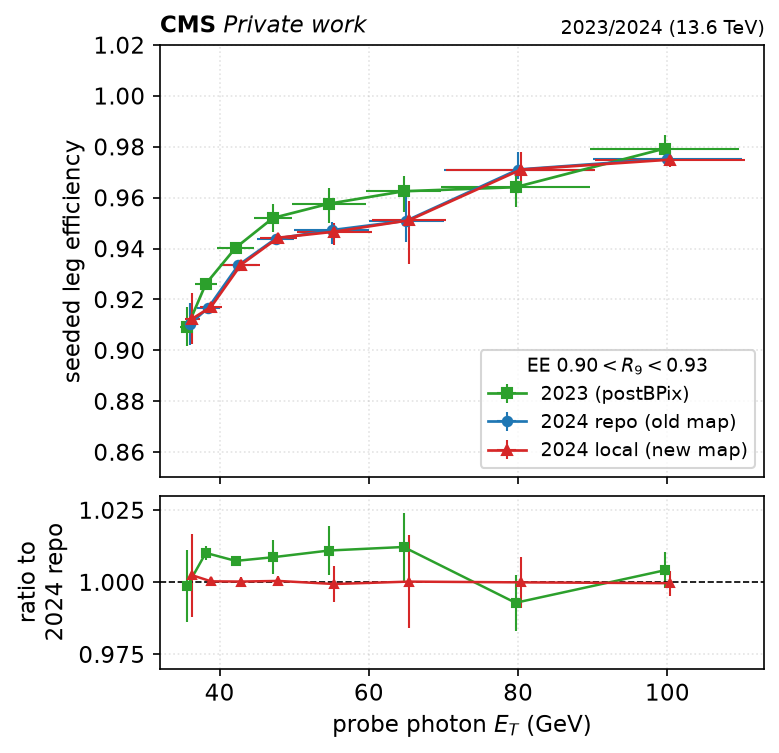 CMS Private work
2023/2024 (13.6 TeV)
1.02
1.00
0.98
0.96
0.94
0.92
0.90
0.88
0.86
seeded leg efficiency
EE 0.90 < R₉ < 0.93
2023 (postBPix)
2024 repo (old map)
2024 local (new map)
1.025
1.000
0.975
ratio to
2024 repo
40
60
80
100
probe photon E_T (GeV)